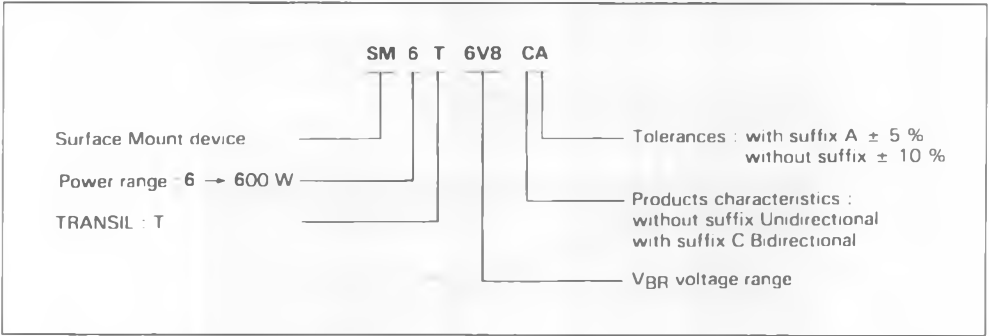 SM 6 T 6V8 CA
Surface Mount device
Power range 6 → 600 W
TRANSIL : T
Tolerances : with suffix A ± 5 %
without suffix ± 10 %
Products characteristics :
without suffix Unidirectional
with suffix C Bidirectional
VBR voltage range